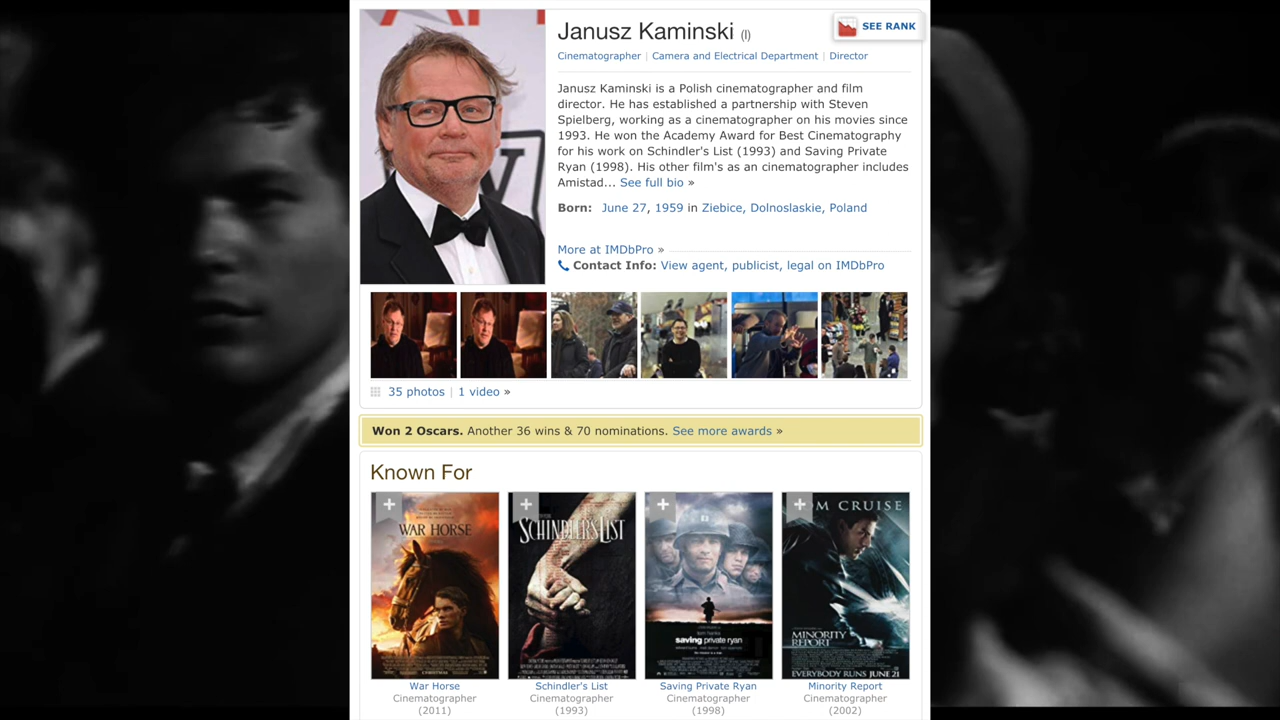 Janusz Kaminski (I)
SEE RANK
Cinematographer | Camera and Electrical Department | Director
Janusz Kaminski is a Polish cinematographer and film
director. He has established a partnership with Steven
Spielberg, working as a cinematographer on his movies since
1993. He won the Academy Award for Best Cinematography
for his work on Schindler's List (1993) and Saving Private
Ryan (1998). His other film's as an cinematographer includes
Amistad... See full bio »
Born: June 27, 1959 in Ziebice, Dolnoslaskie, Poland
More at IMDbPro »
Contact Info: View agent, publicist, legal on IMDbPro
35 photos | 1 video »
Won 2 Oscars. Another 36 wins & 70 nominations. See more awards »
Known For
WAR HORSE
SCHINDLER'S LIST
saving private ryan
M CRUISE
MINORITY
REPORT
EVERYBODY RUNS JUNE 21
War Horse
Cinematographer
(2011)
Schindler's List
Cinematographer
(1993)
Saving Private Ryan
Cinematographer
(1998)
Minority Report
Cinematographer
(2002)